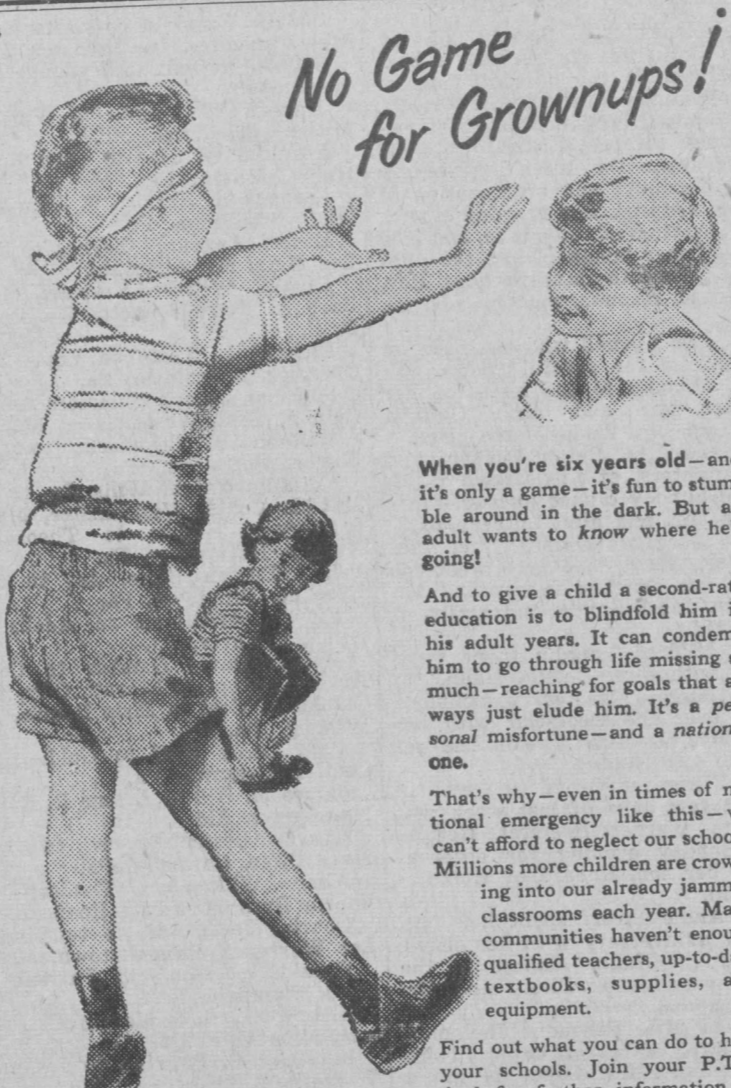 No Game
for Grownups!
When you're six years old—an
it's only a game—it's fun to stum
ble around in the dark. But a
adult wants to know where he
going!
And to give a child a second-rat
education is to blindfold him i
his adult years. It can condem
him to go through life missing
much—reaching for goals that a
ways just elude him. It's a pe
sonal misfortune—and a nation
one.
That's why—even in times of n
tional emergency like this—
can't afford to neglect our schoo
Millions more children are crow
ing into our already jamm
classrooms each year. Ma
communities haven't enou
qualified teachers, up-to-d
textbooks, supplies, a
equipment.
Find out what you can do to h
your schools. Join your P.T
further information